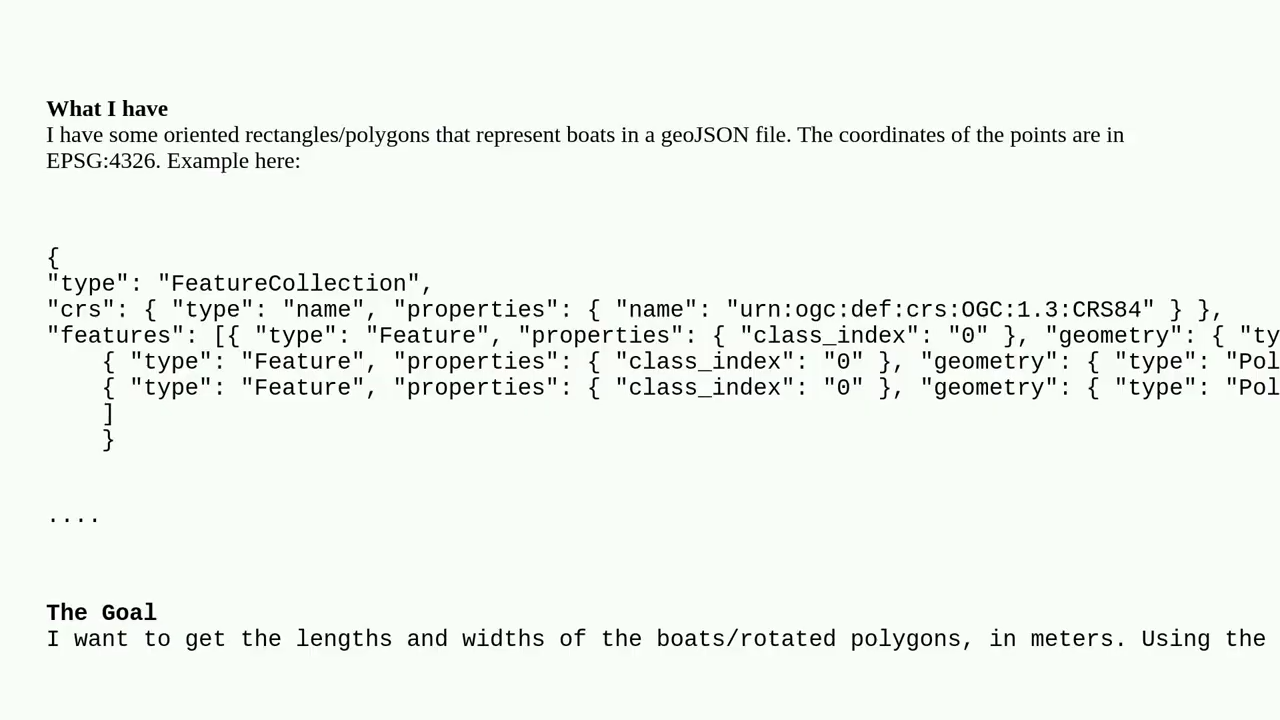 What I have
I have some oriented rectangles/polygons that represent boats in a geoJSON file. The coordinates of the points are in
EPSG:4326. Example here:
{
"type": "FeatureCollection",
"crs": { "type": "name", "properties": { "name": "urn:ogc:def:crs:OGC:1.3:CRS84" } },
"features": [{ "type": "Feature", "properties": { "class_index": "0" }, "geometry": { "ty
{ "type": "Feature", "properties": { "class_index": "0" }, "geometry": { "type": "Pol
{ "type": "Feature", "properties": { "class_index": "0" }, "geometry": { "type": "Pol
]
}
....
The Goal
I want to get the lengths and widths of the boats/rotated polygons, in meters. Using the